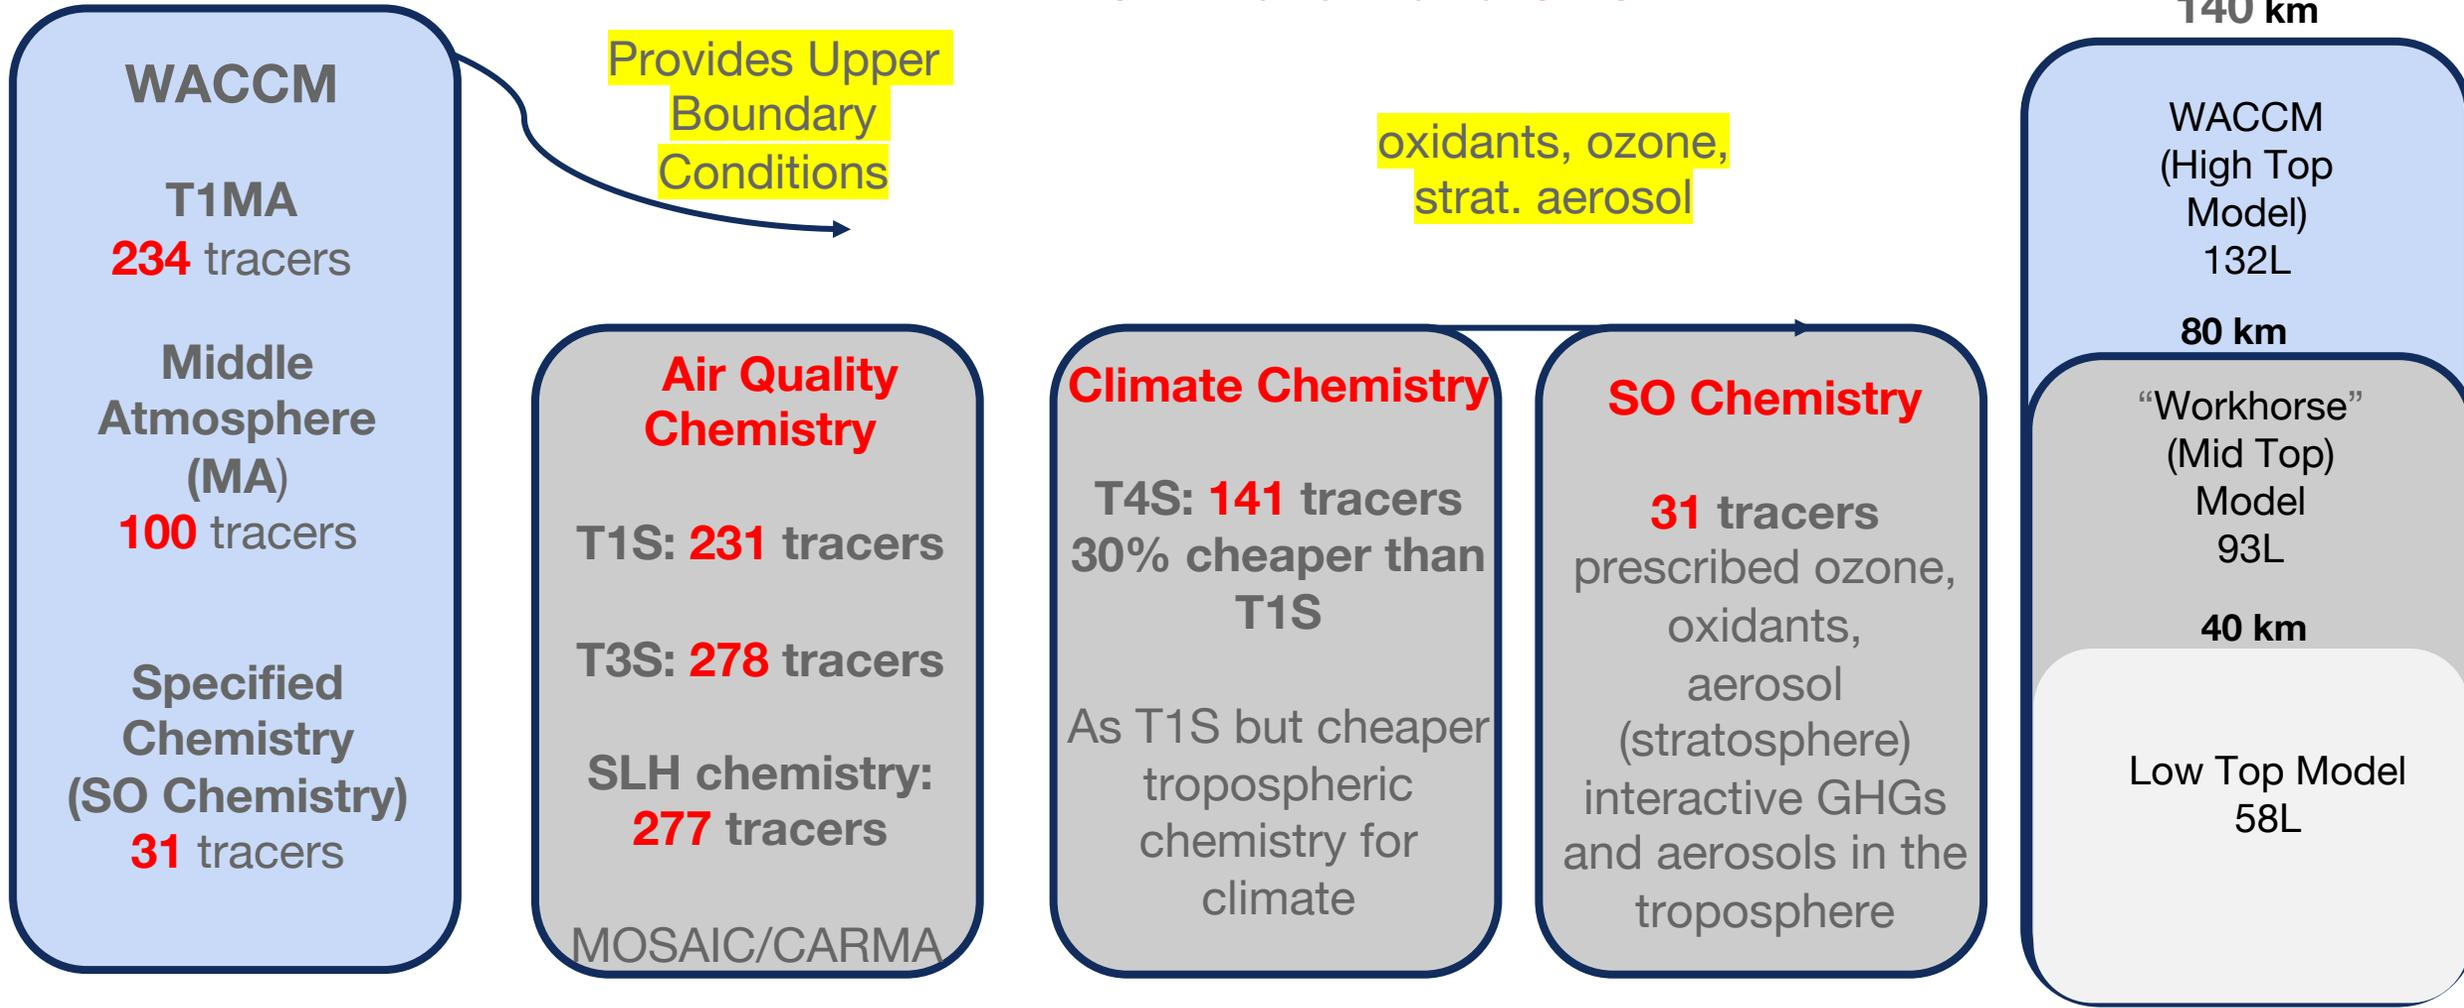 WACCM
T1MA
234 tracers
Middle
Atmosphere
(MA)
100 tracers
Specified
Chemistry
(SO Chemistry)
31 tracers
Provides Upper
Boundary
Conditions
Air Quality
Chemistry
T1S: 231 tracers
T3S: 278 tracers
SLH chemistry:
277 tracers
MOSAIC/CARMA
oxidants, ozone,
strat. aerosol
Climate Chemistry
T4S: 141 tracers
30% cheaper than
T1S
As T1S but cheaper
tropospheric
chemistry for
climate
SO Chemistry
31 tracers
prescribed ozone,
oxidants,
aerosol
(stratosphere)
interactive GHGs
and aerosols in the
troposphere
140 km
WACCM
(High Top
Model)
132L
80 km
“Workhorse”
(Mid Top)
Model
93L
40 km
Low Top Model
58L